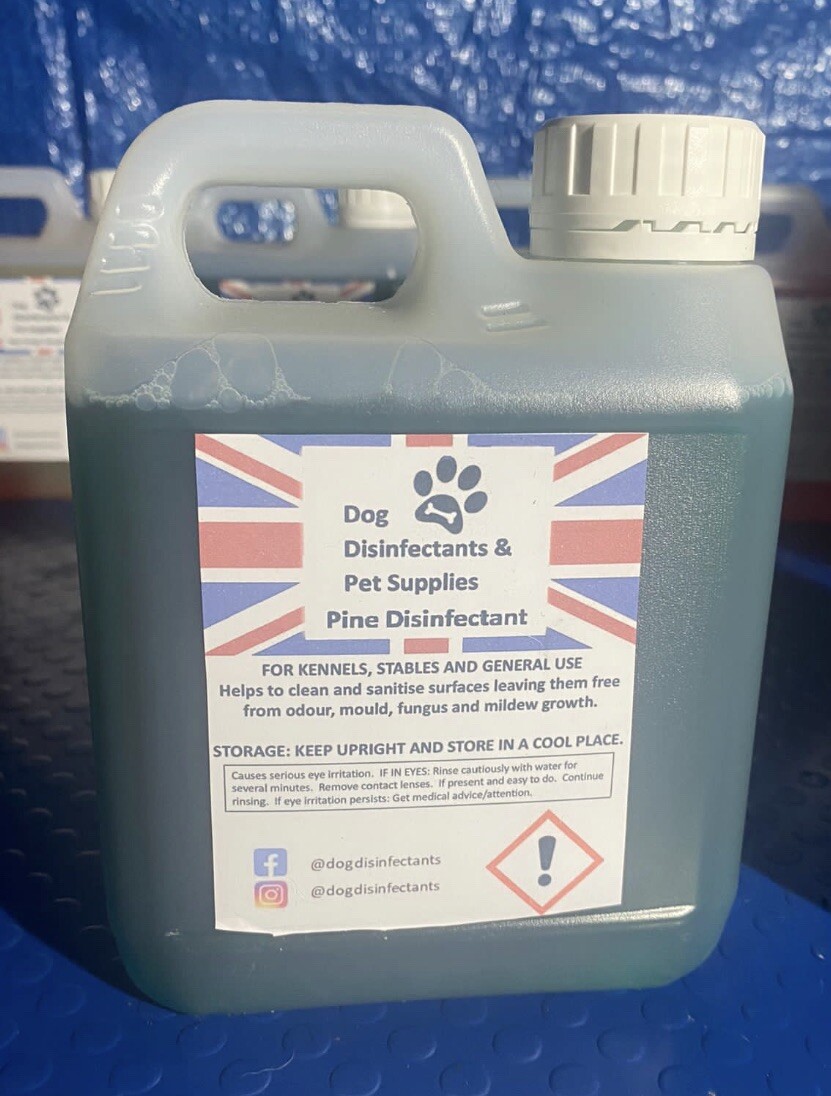 Dog
Disinfectants &
Pet Supplies
Pine Disinfectant
FOR KENNELS, STABLES AND GENERAL USE
Helps to clean and sanitise surfaces leaving them free
from odour, mould, fungus and mildew growth.
STORAGE: KEEP UPRIGHT AND STORE IN A COOL PLACE.
Causes serious eye irritation. IF IN EYES: Rinse cautiously with water for
several minutes. Remove contact lenses. If present and easy to do. Continue
rinsing. If eye irritation persists: Get medical advice/attention.
@dogdisinfectants
@dogdisinfectants